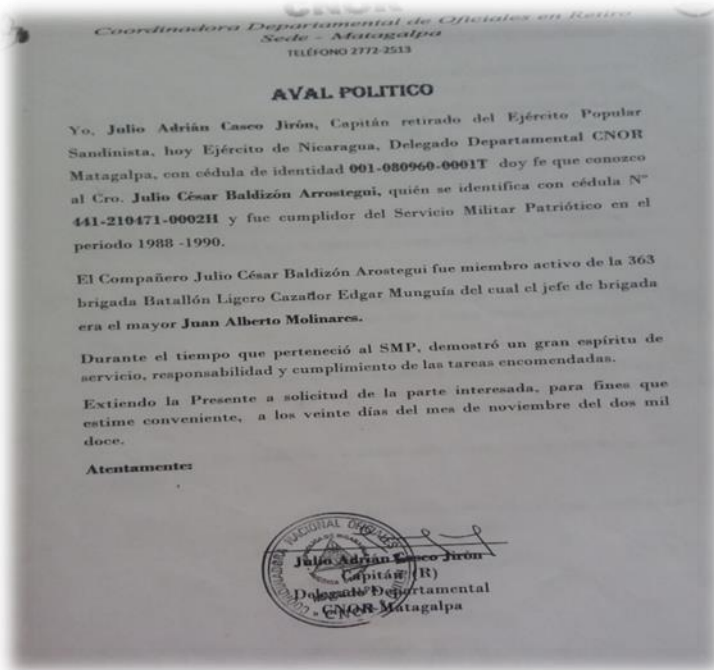 CNOR
Coordinadora Departamental de Oficiales en Retiro
Sede - Matagalpa
TELÉFONO 2772-2513
AVAL POLITICO
Yo, Julio Adrián Casco Jirón, Capitán retirado del Ejército Popular
Sandinista, hoy Ejército de Nicaragua, Delegado Departamental CNOR
Matagalpa, con cédula de identidad 001-080960-0001T doy fe que conozco
al Cro. Julio César Baldizón Arrostegui, quién se identifica con cédula N°
441-210471-0002H y fue cumplidor del Servicio Militar Patriótico en el
periodo 1988 -1990.
El Compañero Julio César Baldizón Arostegui fue miembro activo de la 363
brigada Batallón Ligero Cazador Edgar Munguía del cual el jefe de brigada
era el mayor Juan Alberto Molinares.
Durante el tiempo que perteneció al SMP, demostró un gran espíritu de
servicio, responsabilidad y cumplimiento de las tareas encomendadas.
Extiendo la Presente a solicitud de la parte interesada, para fines que
estime conveniente, a los veinte días del mes de noviembre del dos mil
doce.
Atentamente:
COORDINADORA NACIONAL OFICIALES
CNOR
Julio Adrián Casco Jirón
Capitán (R)
Delegado Departamental
CNOR Matagalpa